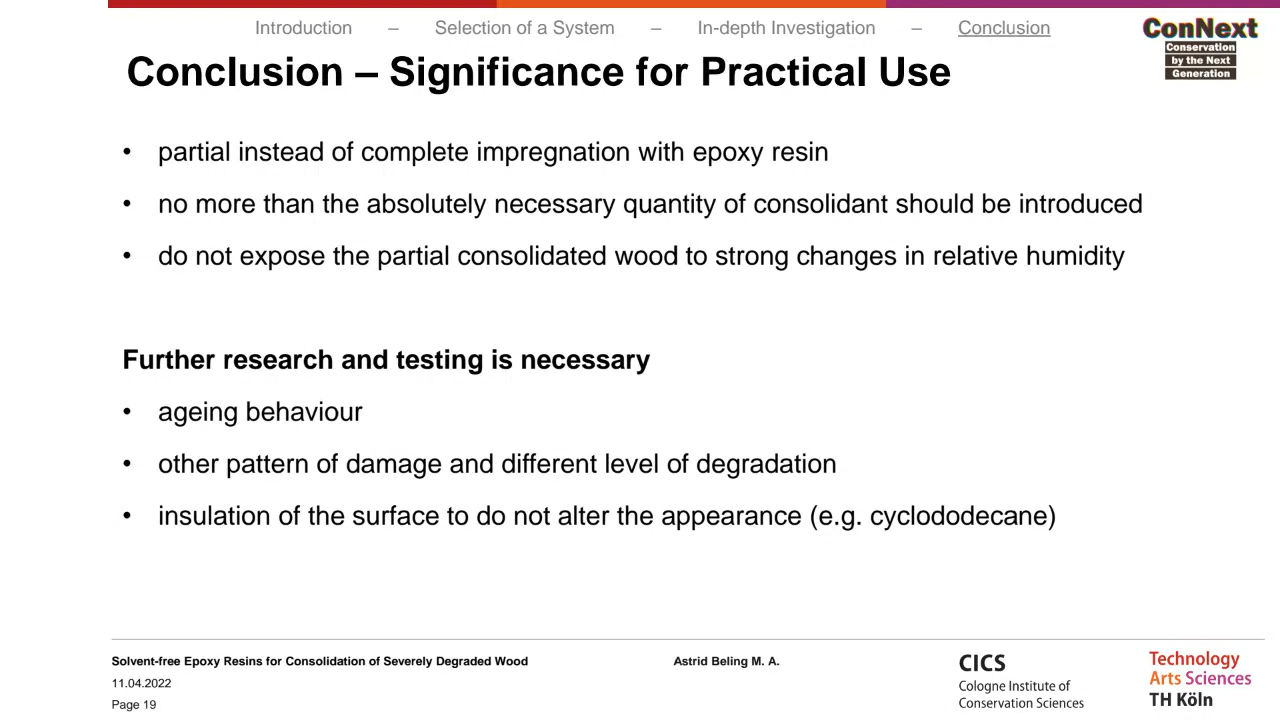 Introduction – Selection of a System – In-depth Investigation – Conclusion
ConNext
Conservation
by the Next
Generation
Conclusion – Significance for Practical Use
• partial instead of complete impregnation with epoxy resin
• no more than the absolutely necessary quantity of consolidant should be introduced
• do not expose the partial consolidated wood to strong changes in relative humidity
Further research and testing is necessary
• ageing behaviour
• other pattern of damage and different level of degradation
• insulation of the surface to do not alter the appearance (e.g. cyclododecane)
Solvent-free Epoxy Resins for Consolidation of Severely Degraded Wood
11.04.2022
Page 19
Astrid Beling M. A.
CICS
Cologne Institute of
Conservation Sciences
Technology
Arts Sciences
TH Köln